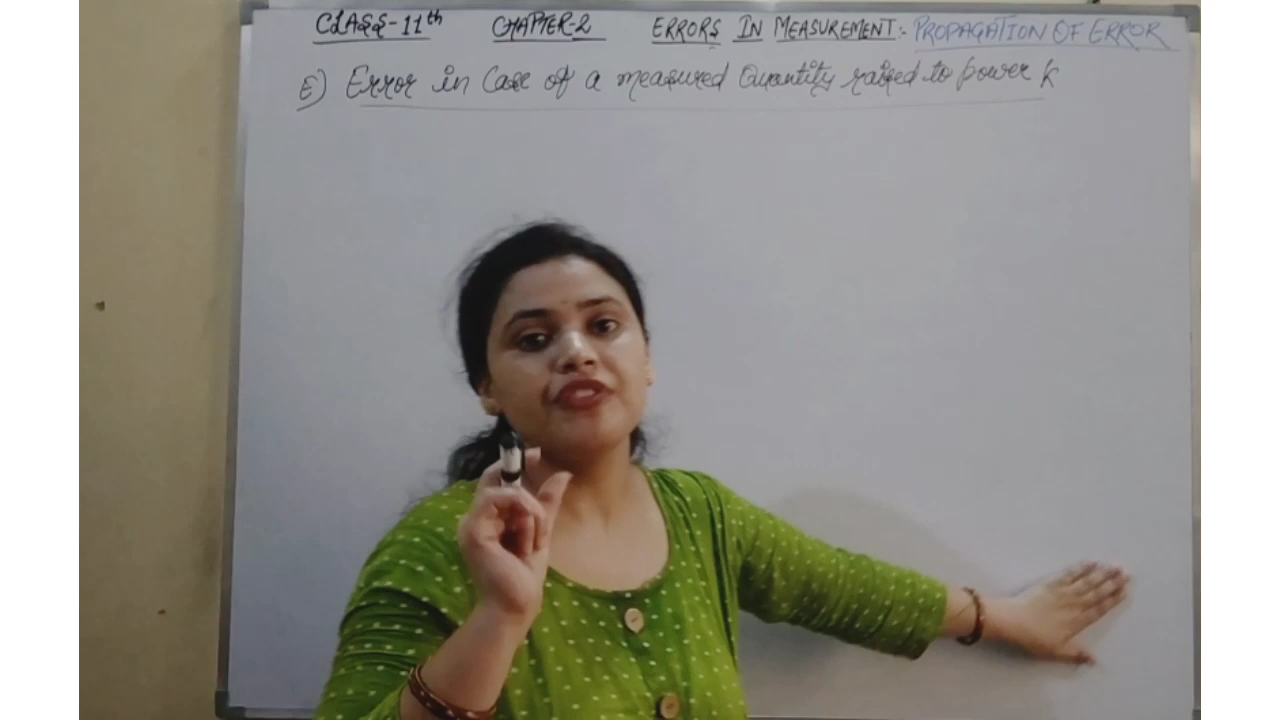 CLASS-11th CHAPTER-2 ERRORS IN MEASUREMENT:- PROPAGATION OF ERROR
E) Error in Case of a measured Quantity raised to power k